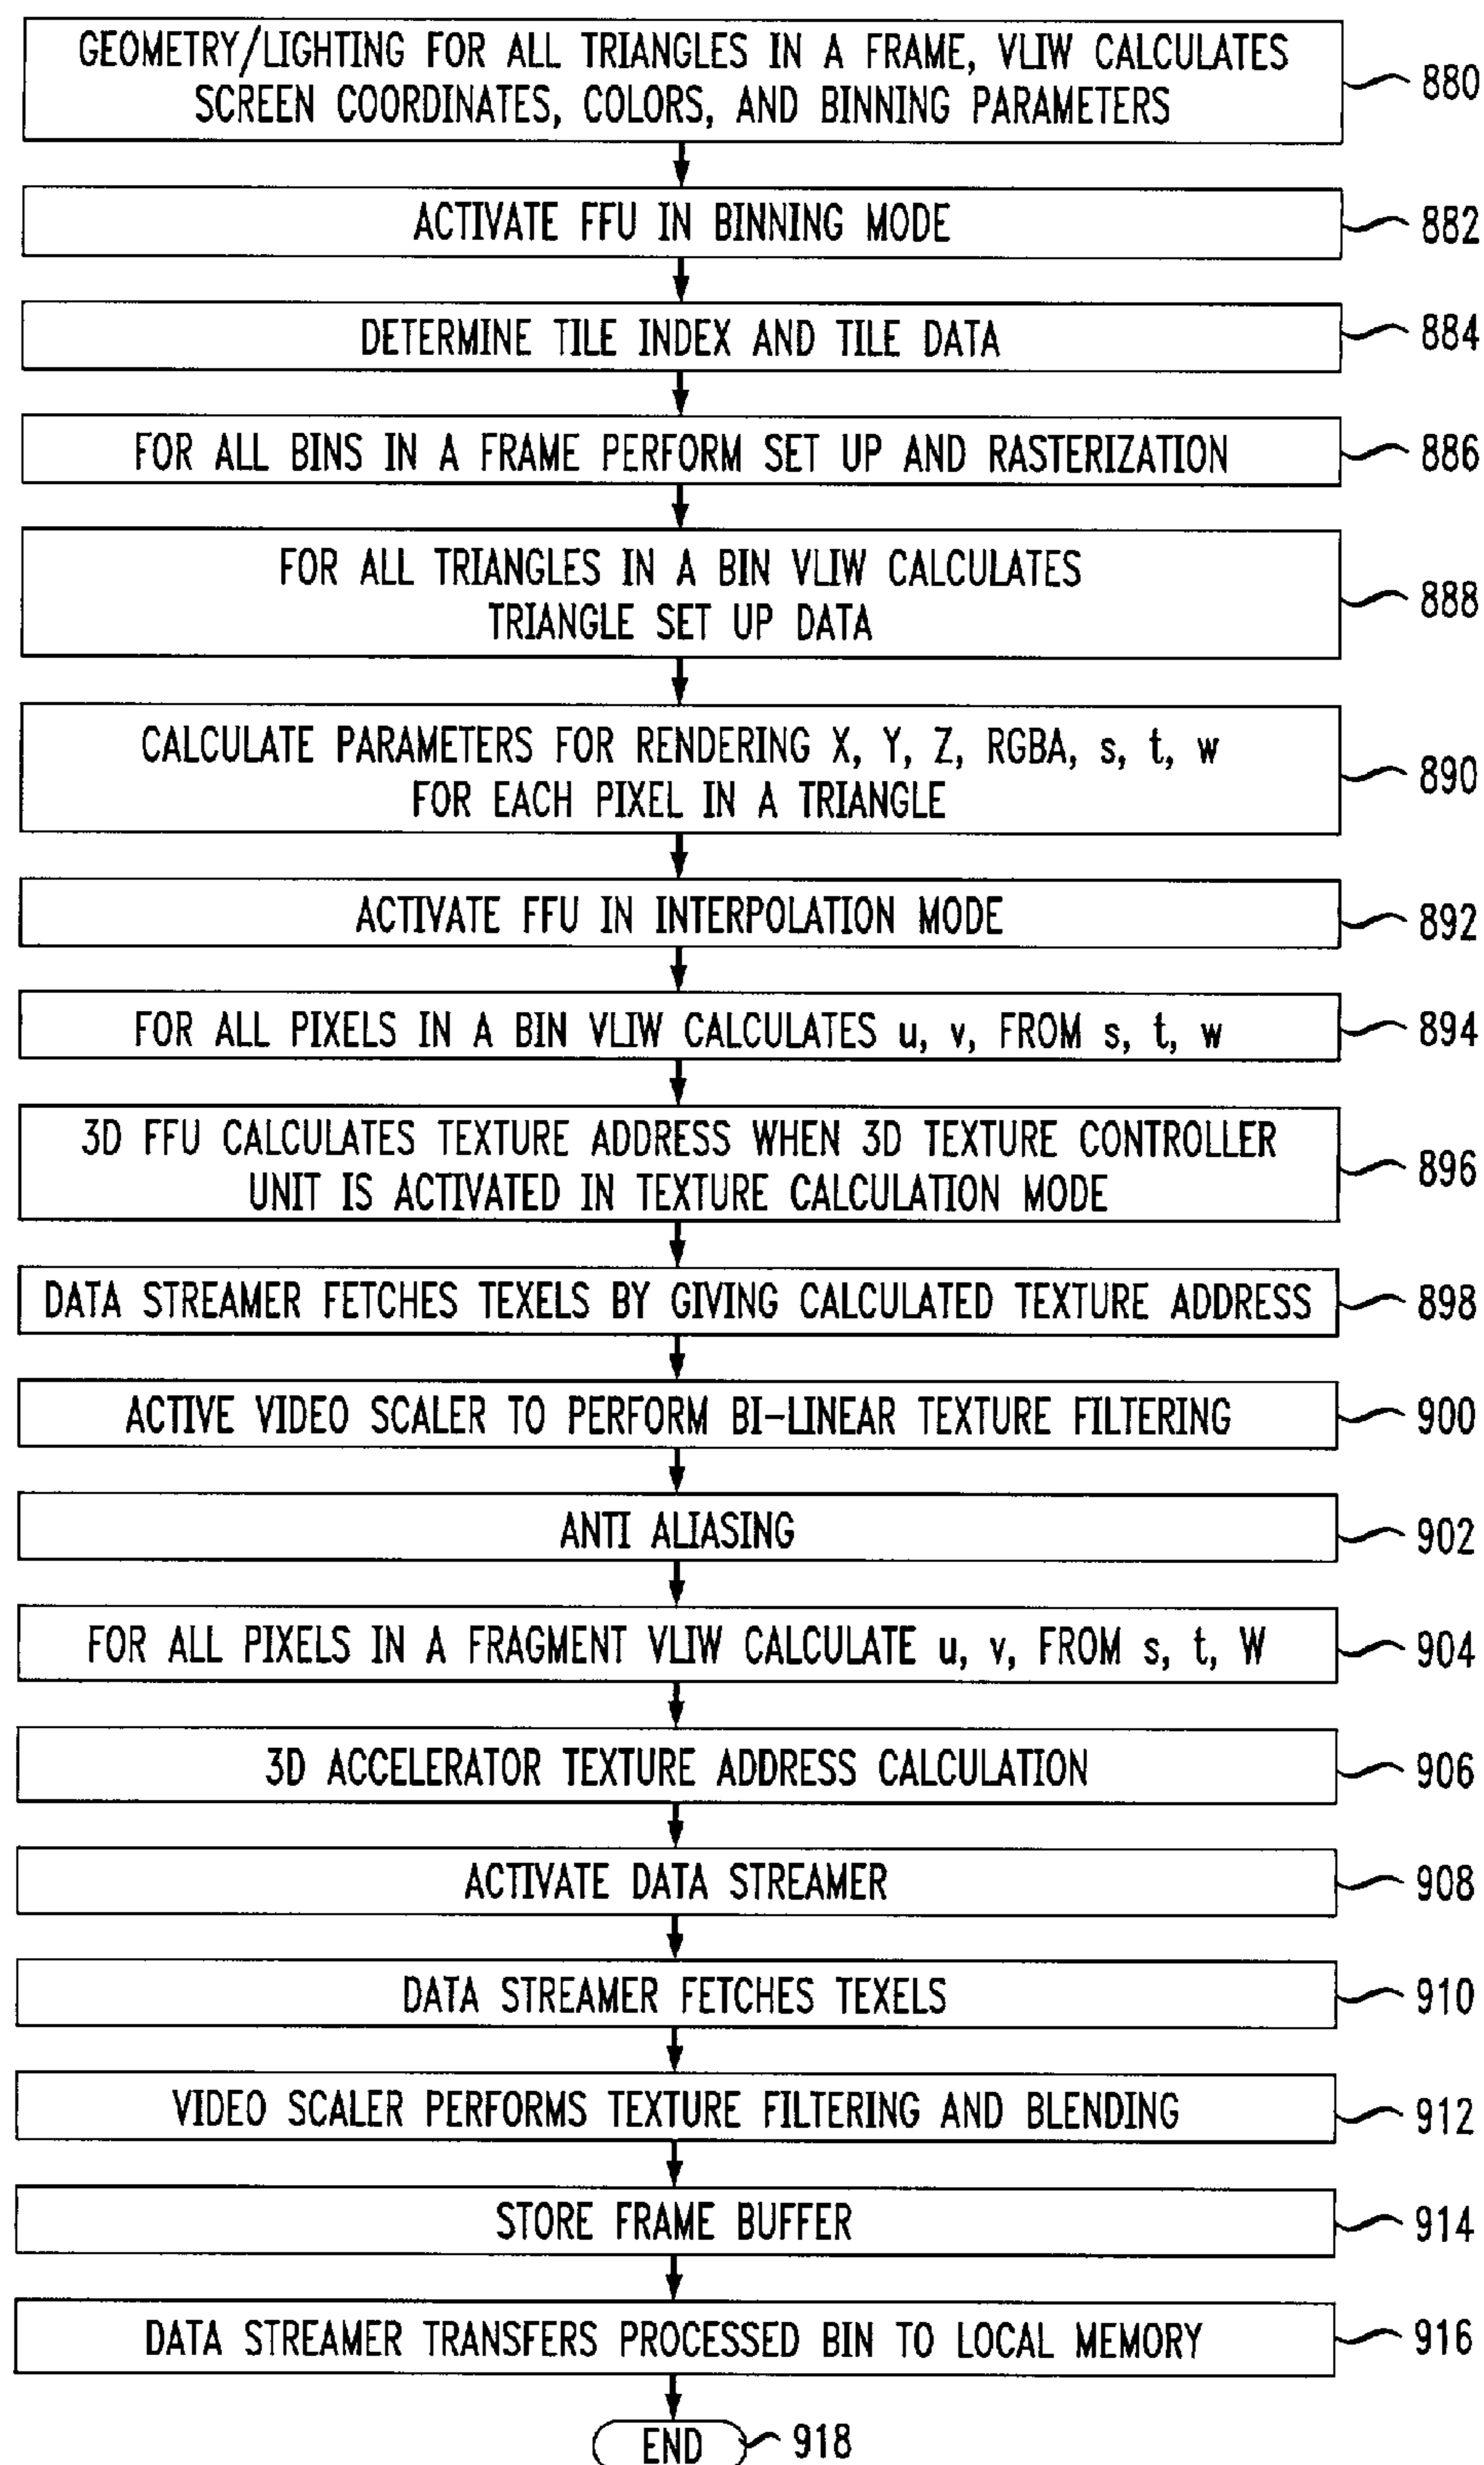 GEOMETRY/LIGHTING FOR ALL TRIANGLES IN A FRAME, VLIW CALCULATES
SCREEN COORDINATES, COLORS, AND BINNING PARAMETERS
880
ACTIVATE FFU IN BINNING MODE
882
DETERMINE TILE INDEX AND TILE DATA
884
FOR ALL BINS IN A FRAME PERFORM SET UP AND RASTERIZATION
886
FOR ALL TRIANGLES IN A BIN VLIW CALCULATES
TRIANGLE SET UP DATA
888
CALCULATE PARAMETERS FOR RENDERING X, Y, Z, RGBA, s, t, w
FOR EACH PIXEL IN A TRIANGLE
890
ACTIVATE FFU IN INTERPOLATION MODE
892
FOR ALL PIXELS IN A BIN VLIW CALCULATES u, v, FROM s, t, w
894
3D FFU CALCULATES TEXTURE ADDRESS WHEN 3D TEXTURE CONTROLLER
UNIT IS ACTIVATED IN TEXTURE CALCULATION MODE
896
DATA STREAMER FETCHES TEXELS BY GIVING CALCULATED TEXTURE ADDRESS
898
ACTIVE VIDEO SCALER TO PERFORM BI-LINEAR TEXTURE FILTERING
900
ANTI ALIASING
902
FOR ALL PIXELS IN A FRAGMENT VLIW CALCULATE u, v, FROM s, t, W
904
3D ACCELERATOR TEXTURE ADDRESS CALCULATION
906
ACTIVATE DATA STREAMER
908
DATA STREAMER FETCHES TEXELS
910
VIDEO SCALER PERFORMS TEXTURE FILTERING AND BLENDING
912
STORE FRAME BUFFER
914
DATA STREAMER TRANSFERS PROCESSED BIN TO LOCAL MEMORY
916
END
918